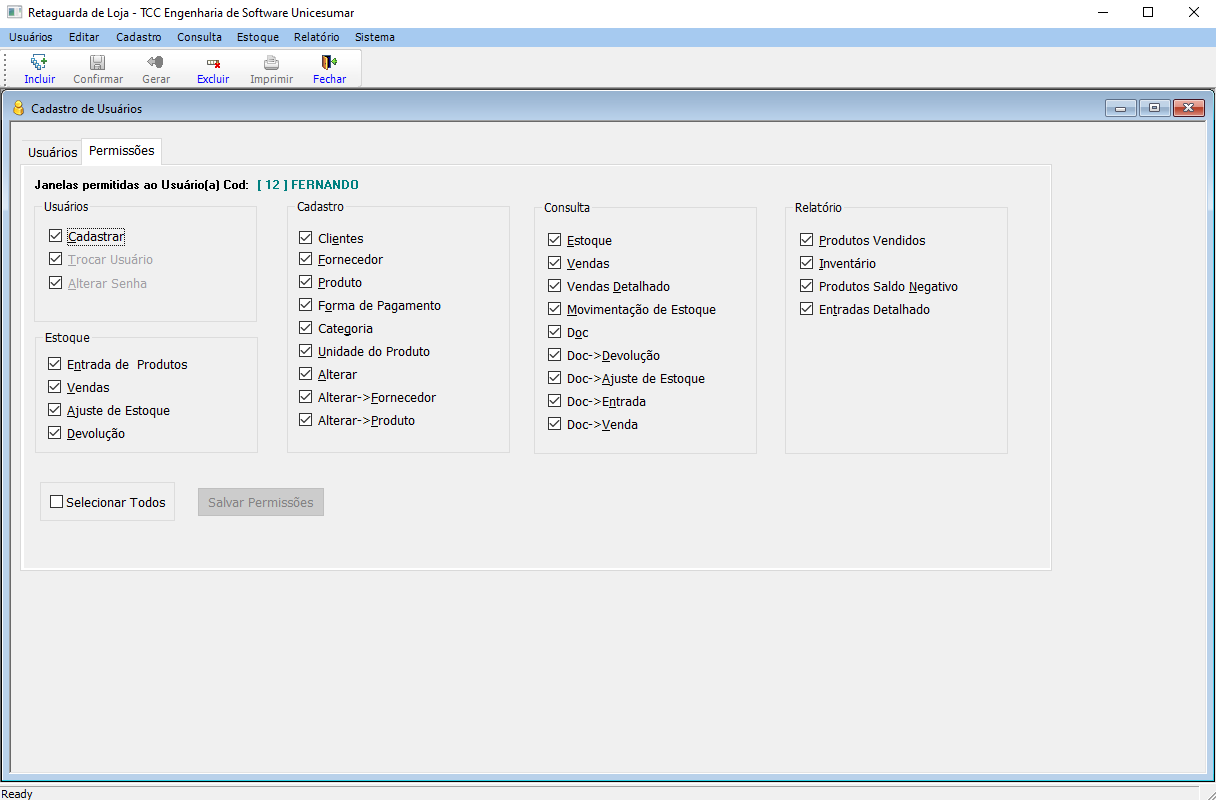 Retaguarda de Loja - TCC Engenharia de Software Unicesumar
Usuários Editar Cadastro Consulta Estoque Relatório Sistema
Incluir Confirmar Gerar Excluir Imprimir Fechar
Cadastro de Usuários
Usuários Permissões
Janelas permitidas ao Usuário(a) Cod: [ 12 ] FERNANDO
Usuários
Cadastrar
Trocar Usuário
Alterar Senha
Estoque
Entrada de Produtos
Vendas
Ajuste de Estoque
Devolução
Cadastro
Clientes
Fornecedor
Produto
Forma de Pagamento
Categoria
Unidade do Produto
Alterar
Alterar->Fornecedor
Alterar->Produto
Consulta
Estoque
Vendas
Vendas Detalhado
Movimentação de Estoque
Doc
Doc->Devolução
Doc->Ajuste de Estoque
Doc->Entrada
Doc->Venda
Relatório
Produtos Vendidos
Inventário
Produtos Saldo Negativo
Entradas Detalhado
Selecionar Todos
Salvar Permissões
Ready